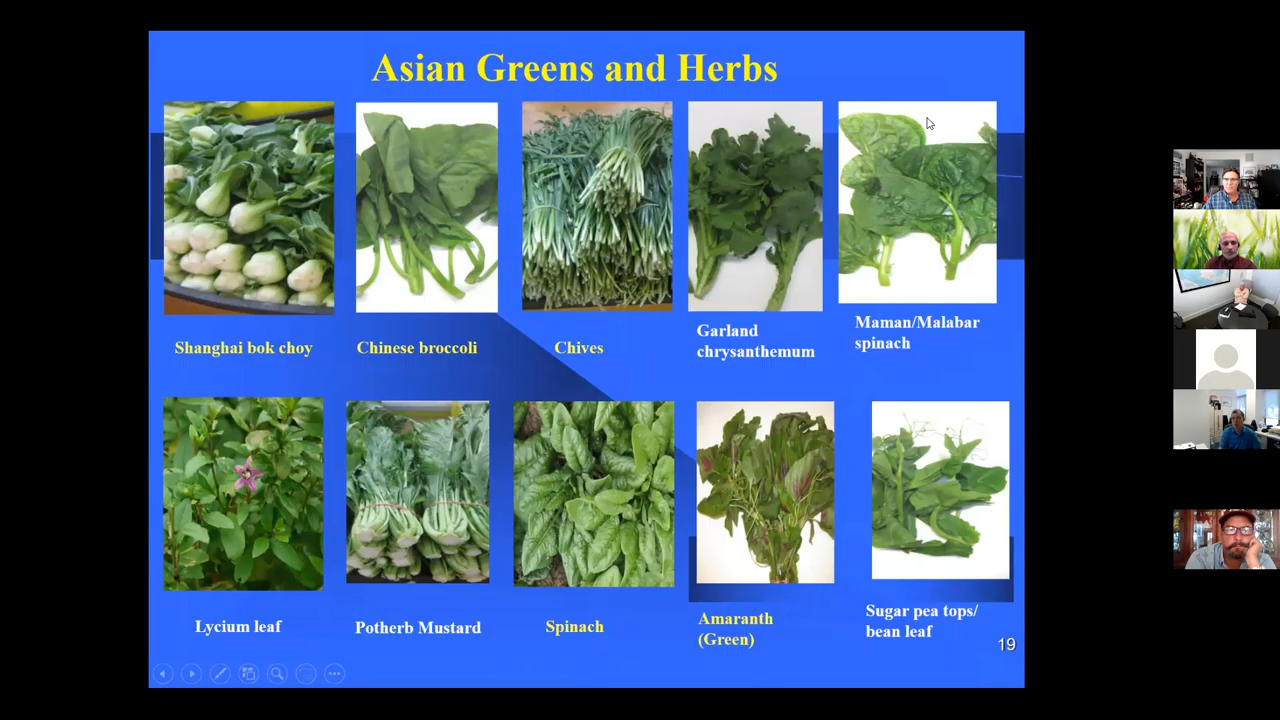 Asian Greens and Herbs
Shanghai bok choy
Chinese broccoli
Chives
Garland
chrysanthemum
Maman/Malabar
spinach
Lycium leaf
Potherb Mustard
Spinach
Amaranth
(Green)
Sugar pea tops/
bean leaf
19